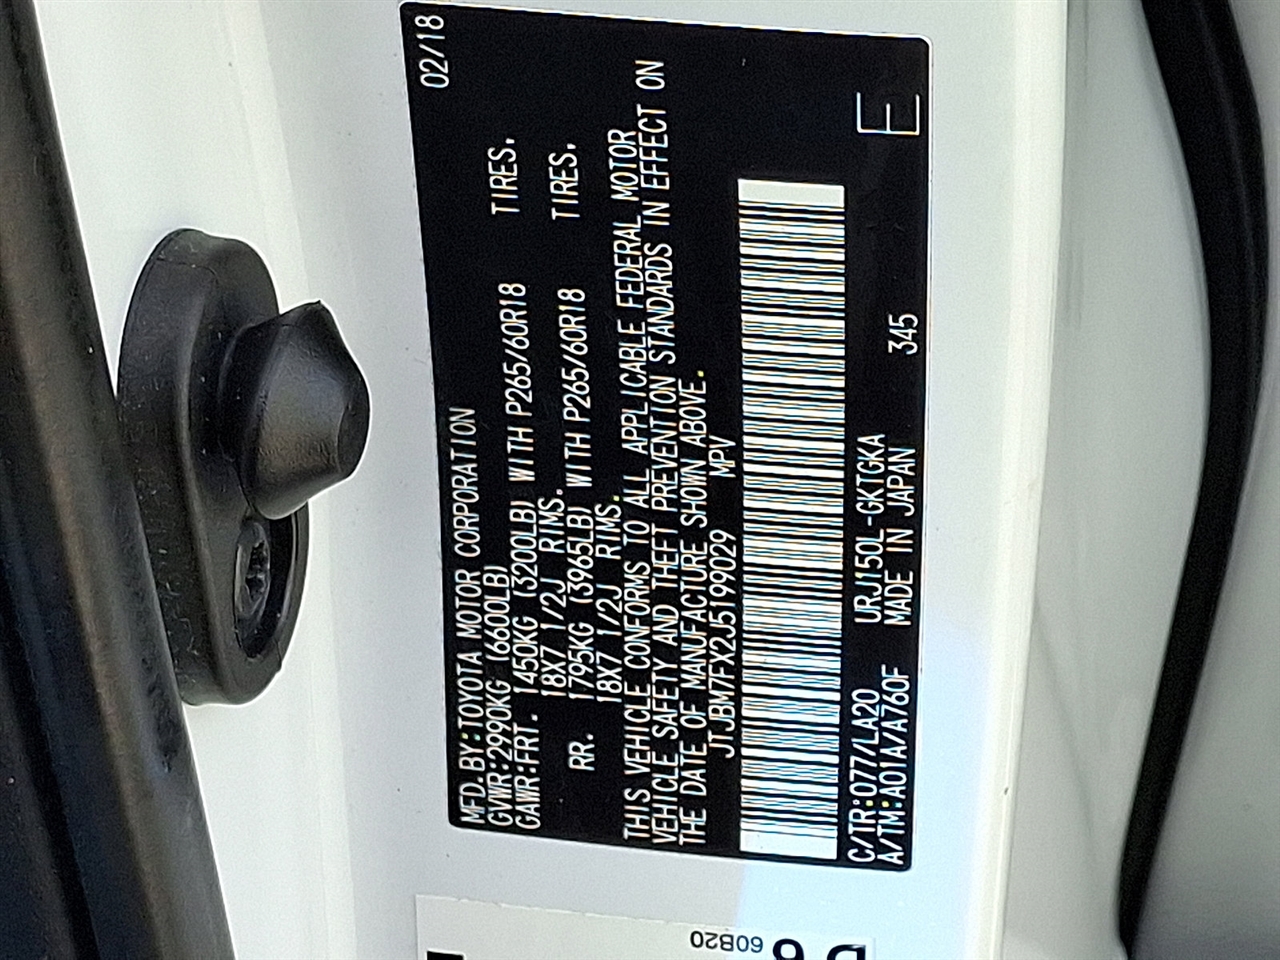 MFD.BY:TOYOTA MOTOR CORPORATION 02/18
GVWR:2990KG (6600LB)
GAWR:FRT. 1450KG (3200LB) WITH P265/60R18 TIRES,
18X7 1/2J RIMS.
RR. 1795KG (3965LB) WITH P265/60R18 TIRES,
18X7 1/2J RIMS.
THIS VEHICLE CONFORMS TO ALL APPLICABLE FEDERAL MOTOR
VEHICLE SAFETY AND THEFT PREVENTION STANDARDS IN EFFECT ON
THE DATE OF MANUFACTURE SHOWN ABOVE.
JTJBM7FX2J5199029 MPV
C/TR:077/LA20 URJ150L-GKTGKA
A/TM:A01A/A760F MADE IN JAPAN 345 E
60B20